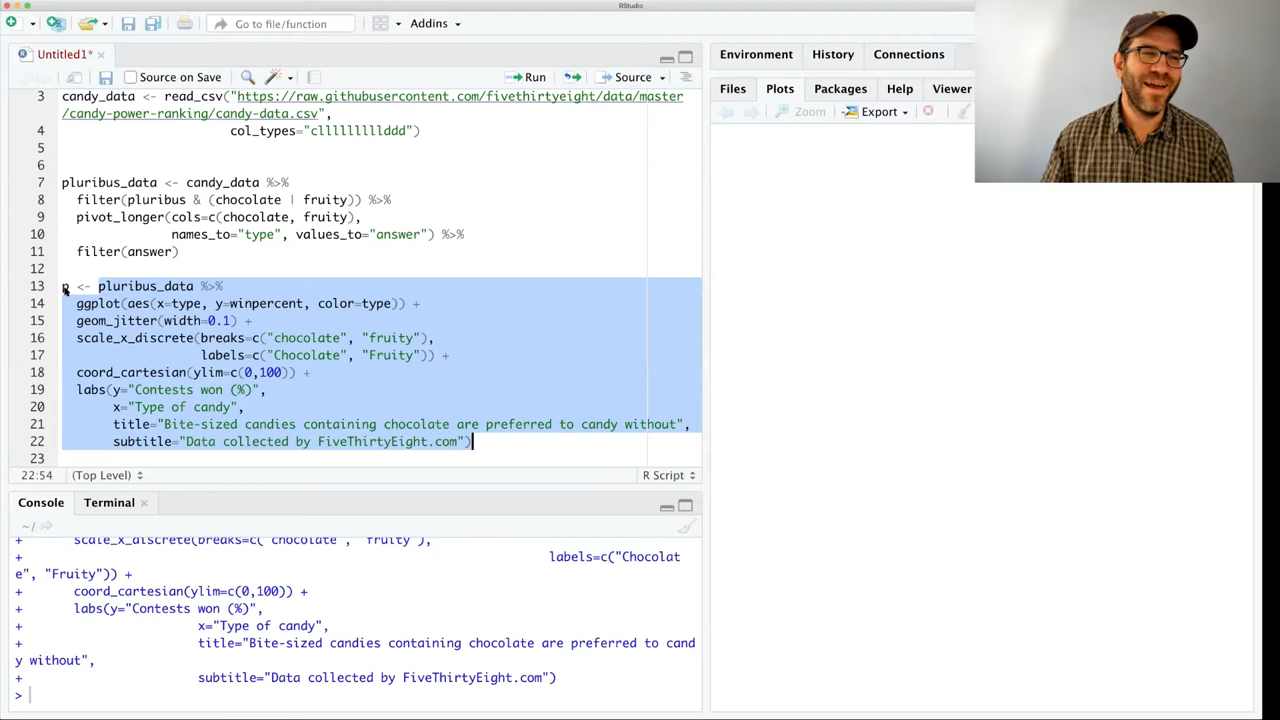 RStudio
Go to file/function
Addins
Untitled1*
Source on Save
Run
Source
3 candy_data <- read_csv("https://raw.githubusercontent.com/fivethirtyeight/data/master
/candy-power-ranking/candy-data.csv",
4 col_types="clllllllllddd")
5
6
7 pluribus_data <- candy_data %>%
8 filter(pluribus & (chocolate | fruity)) %>%
9 pivot_longer(cols=c(chocolate, fruity),
10 names_to="type", values_to="answer") %>%
11 filter(answer)
12
13 p <- pluribus_data %>%
14 ggplot(aes(x=type, y=winpercent, color=type)) +
15 geom_jitter(width=0.1) +
16 scale_x_discrete(breaks=c("chocolate", "fruity"),
17 labels=c("Chocolate", "Fruity")) +
18 coord_cartesian(ylim=c(0,100)) +
19 labs(y="Contests won (%)",
20 x="Type of candy",
21 title="Bite-sized candies containing chocolate are preferred to candy without",
22 subtitle="Data collected by FiveThirtyEight.com")
23
22:54 (Top Level) R Script
Console Terminal
~/
+ scale_x_discrete(breaks=c("chocolate", "fruity"),
+ labels=c("Chocolat
e", "Fruity")) +
+ coord_cartesian(ylim=c(0,100)) +
+ labs(y="Contests won (%)",
+ x="Type of candy",
+ title="Bite-sized candies containing chocolate are preferred to cand
y without",
+ subtitle="Data collected by FiveThirtyEight.com")
>
Environment History Connections
Files Plots Packages Help Viewer
Zoom Export